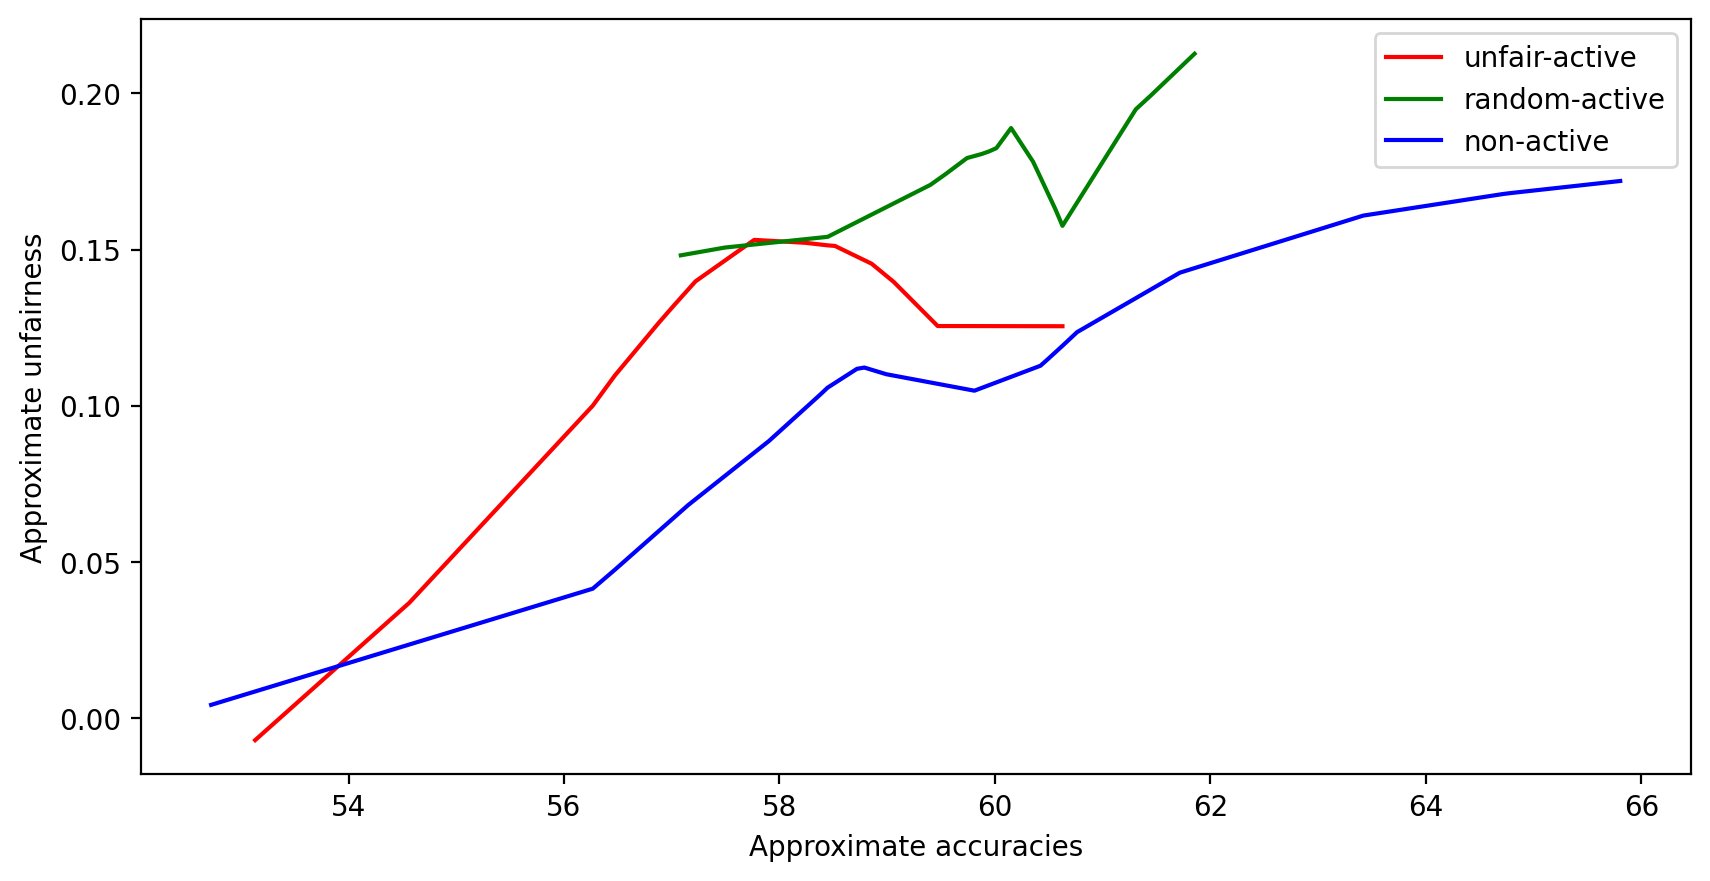 unfair-active
random-active
non-active
Approximate unfairness
0.20
0.15
0.10
0.05
0.00
54 56 58 60 62 64 66
Approximate accuracies